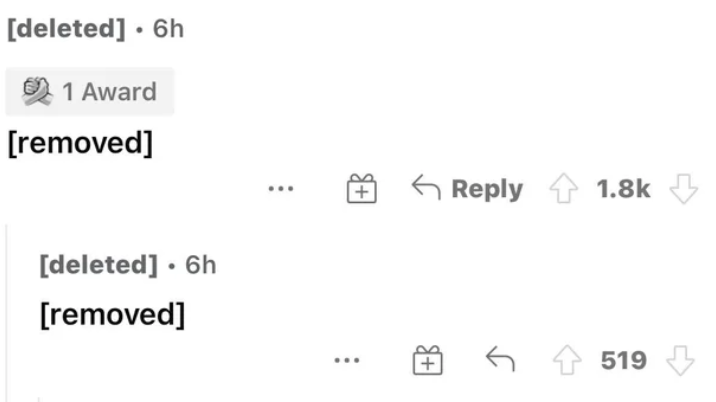 [deleted] • 6h
1 Award
[removed]
Reply 1.8k
[deleted] • 6h
[removed]
519